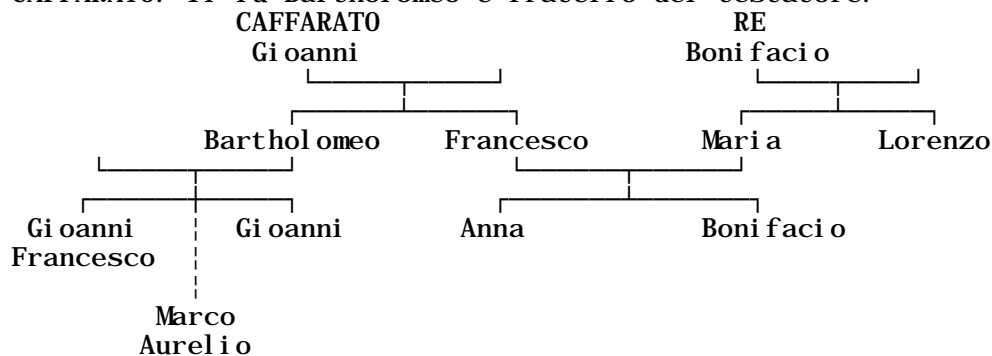 CAFFARATO. Il fu Bartholomeo è fratello del testatore.
CAFFARATO RE
Gioanni Bonifacio
Bartholomeo Francesco Maria Lorenzo
Gioanni Gioanni Anna Bonifacio
Francesco
Marco
Aurelio